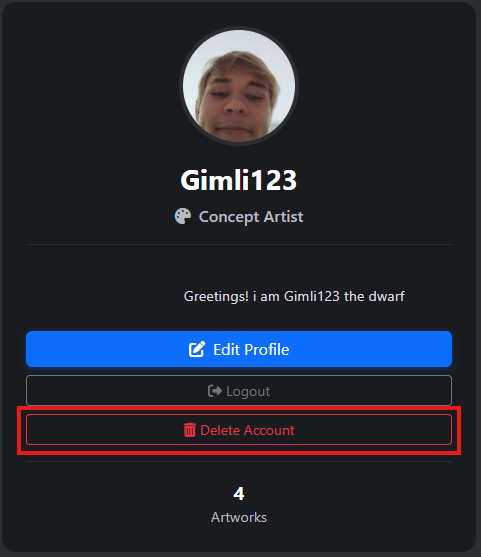 Gimli123
Concept Artist
Greetings! i am Gimli123 the dwarf
Edit Profile
Logout
Delete Account
4
Artworks